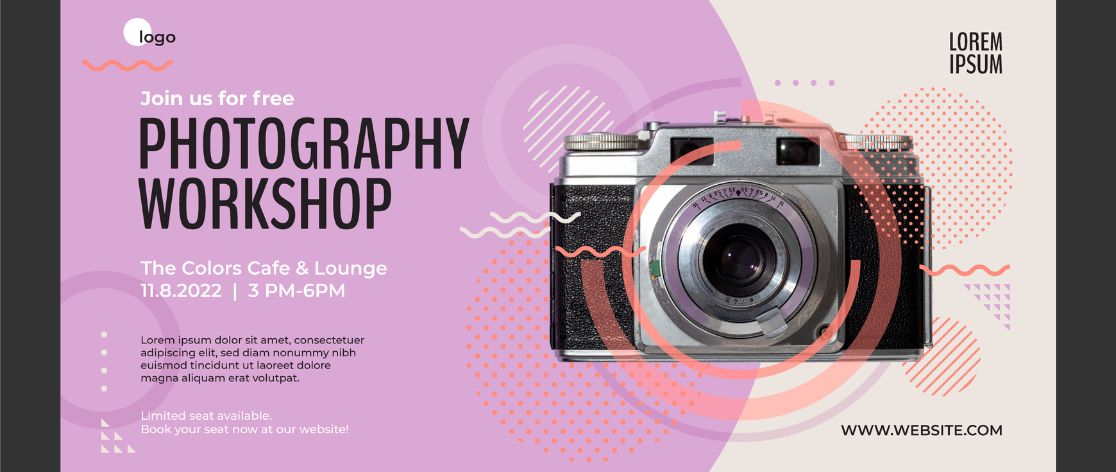 logo
LOREM
IPSUM
Join us for free
PHOTOGRAPHY
WORKSHOP
The Colors Cafe & Lounge
11.8.2022 | 3 PM-6PM
Lorem ipsum dolor sit amet, consectetuer
adipiscing elit, sed diam nonummy nibh
euismod tincidunt ut laoreet dolore
magna aliquam erat volutpat.
Limited seat available.
Book your seat now at our website!
WWW.WEBSITE.COM